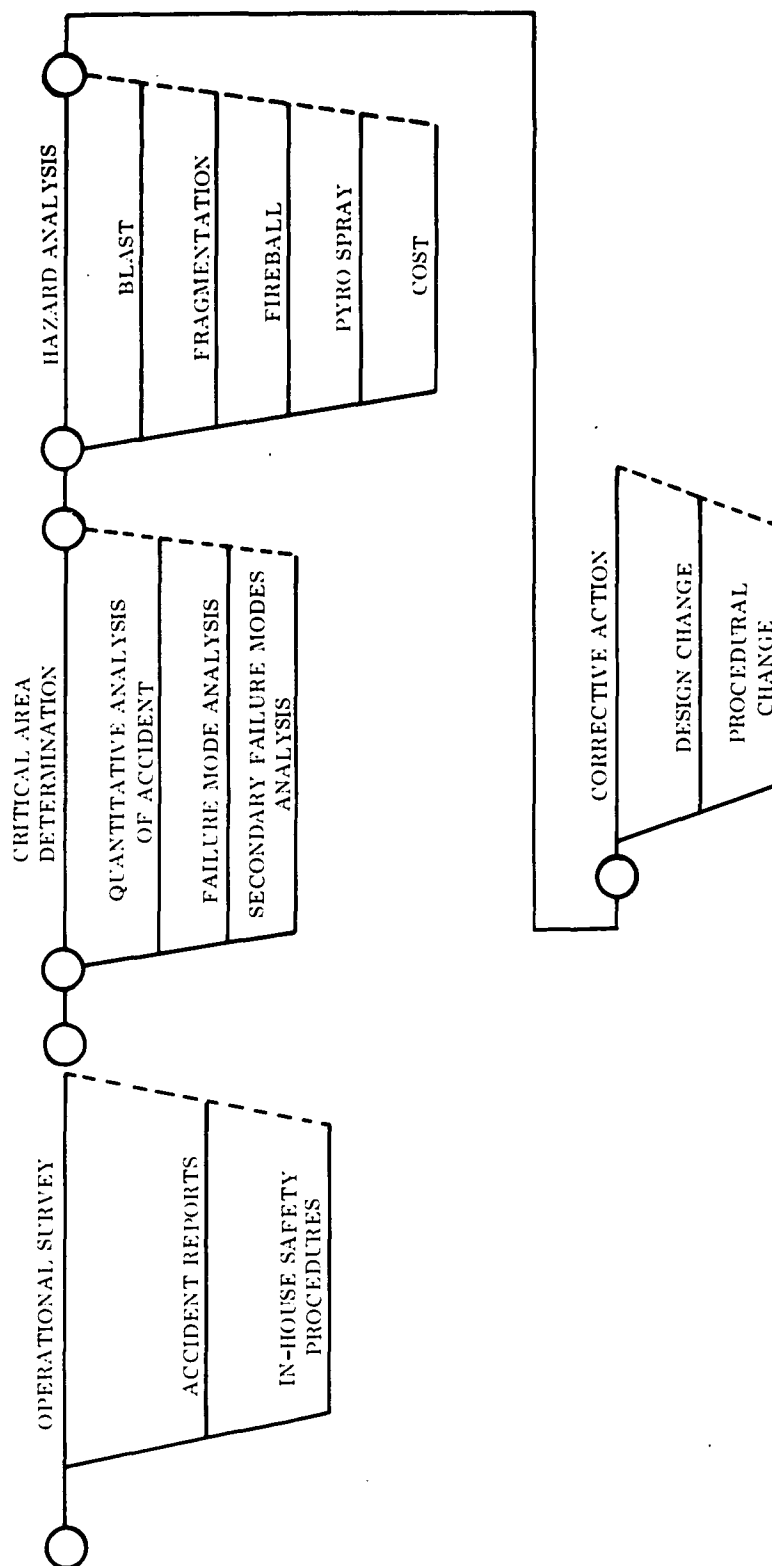 OPERATIONAL SURVEY
ACCIDENT REPORTS
IN-HOUSE SAFETY
PROCEDURES
CRITICAL AREA
DETERMINATION
QUANTITATIVE ANALYSIS
OF ACCIDENT
FAILURE MODE ANALYSIS
SECONDARY FAILURE MODES
ANALYSIS
HAZARD ANALYSIS
BLAST
FRAGMENTATION
FIREBALL
PYRO SPRAY
COST
CORRECTIVE ACTION
DESIGN CHANGE
PROCEDURAL
CHANGE